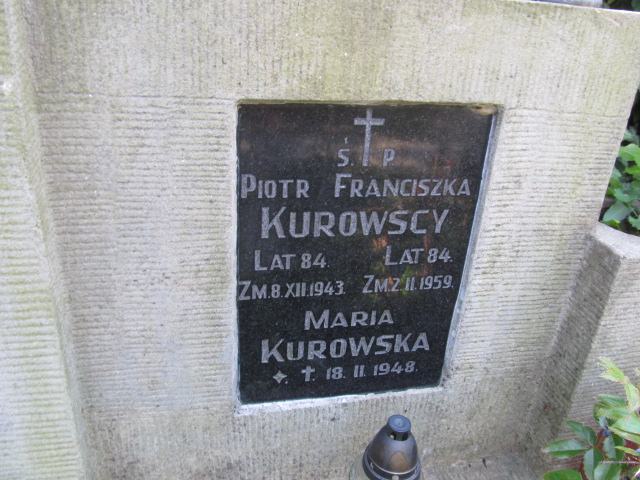 Ś. P
PIOTR FRANCISZKA
KUROWSCY
LAT 84. LAT 84.
ZM. 8. XII. 1943. ZM. 2. II. 1959.
MARIA
KUROWSKA
✦. † 18. II. 1948.